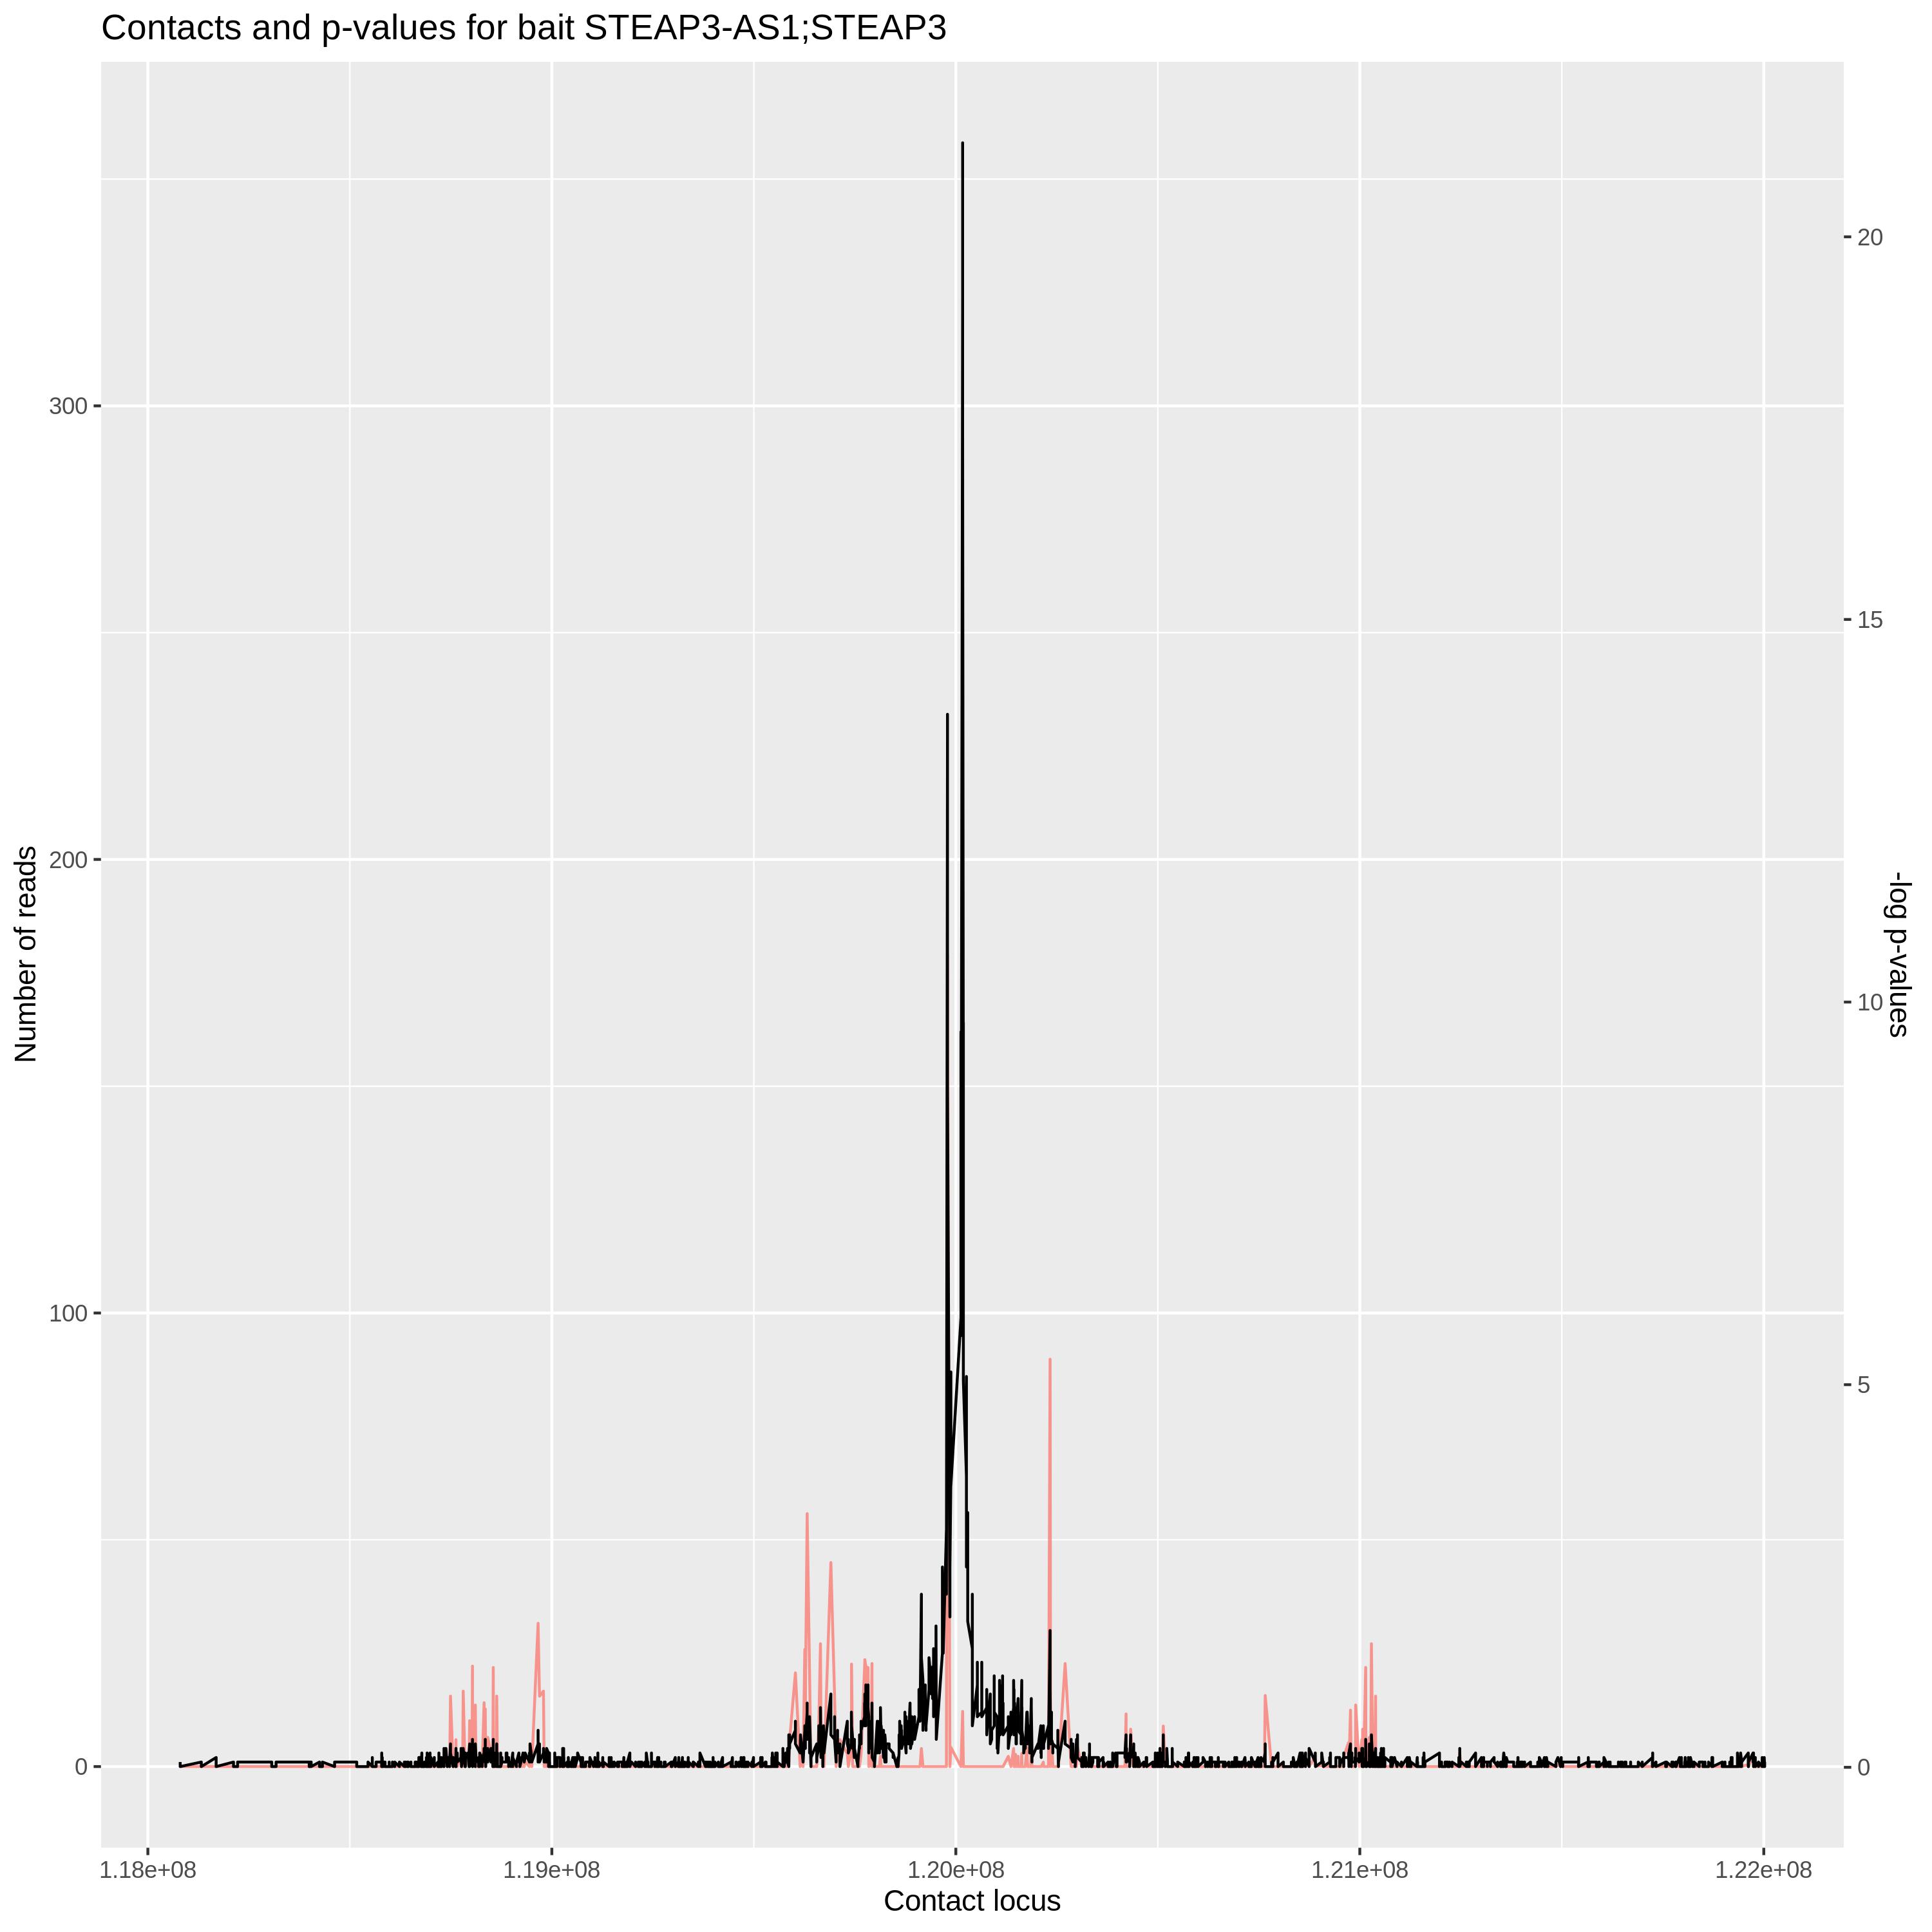 Contacts and p-values for bait STEAP3-AS1;STEAP3
Number of reads
300
200
100
0
20
15
10
5
0
-log p-values
1.18e+08
1.19e+08
1.20e+08
1.21e+08
1.22e+08
Contact locus